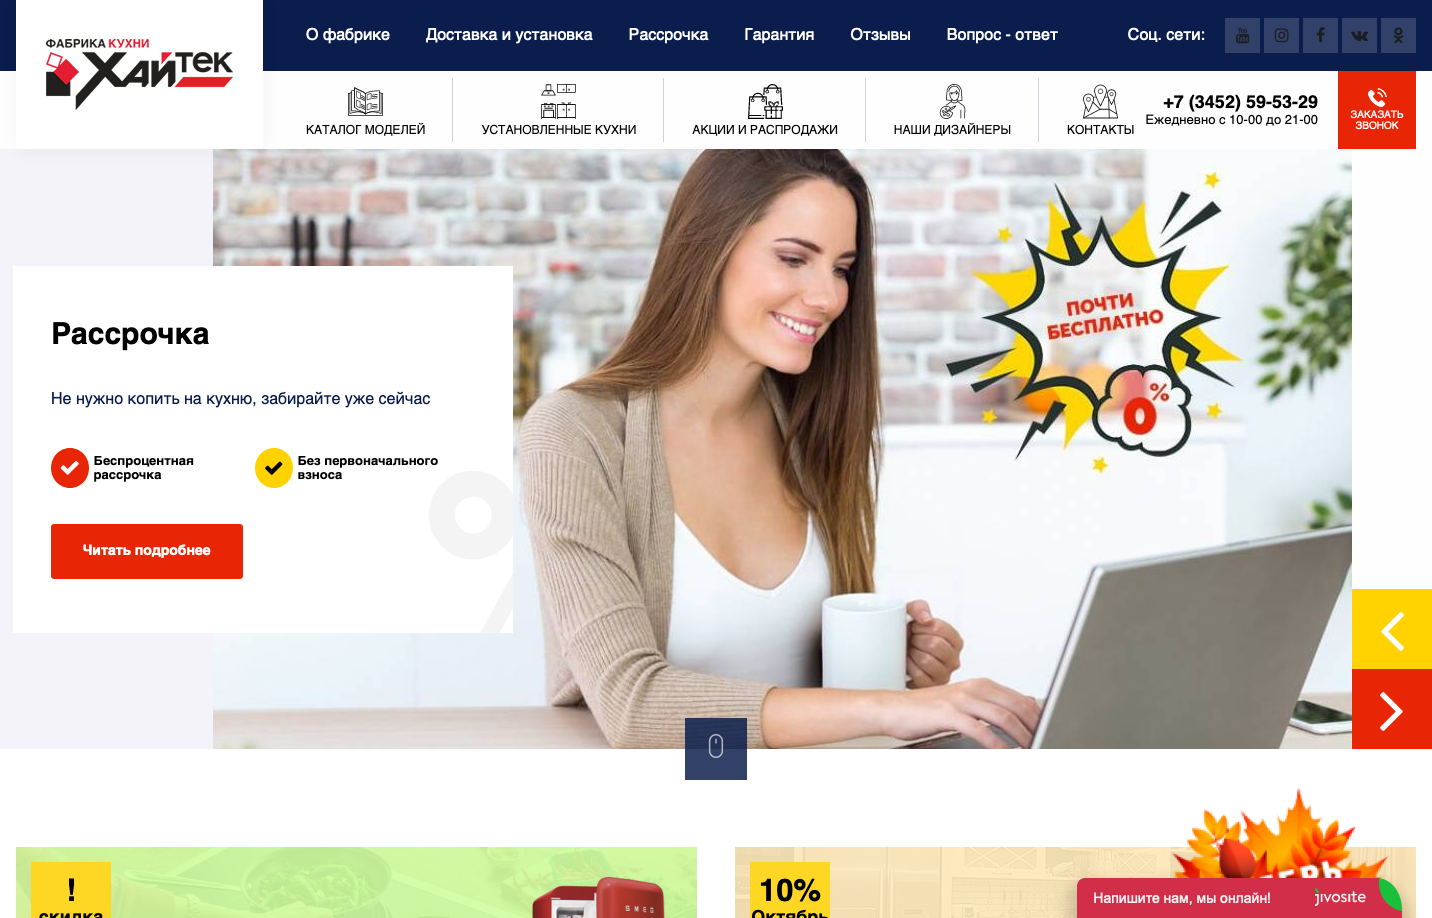 ФАБРИКА КУХНИ
ХАЙТЕК
О фабрике
Доставка и установка
Рассрочка
Гарантия
Отзывы
Вопрос - ответ
Соц. сети:
КАТАЛОГ МОДЕЛЕЙ
УСТАНОВЛЕННЫЕ КУХНИ
АКЦИИ И РАСПРОДАЖИ
НАШИ ДИЗАЙНЕРЫ
КОНТАКТЫ
+7 (3452) 59-53-29
Ежедневно с 10-00 до 21-00
ЗАКАЗАТЬ
ЗВОНОК
ПОЧТИ
БЕСПЛАТНО
0%
Рассрочка
Не нужно копить на кухню, забирайте уже сейчас
Беспроцентная
рассрочка
Без первоначального
взноса
Читать подробнее
!
скидка
SMEG
10%
Октябрь
Напишите нам, мы онлайн!
jivosite